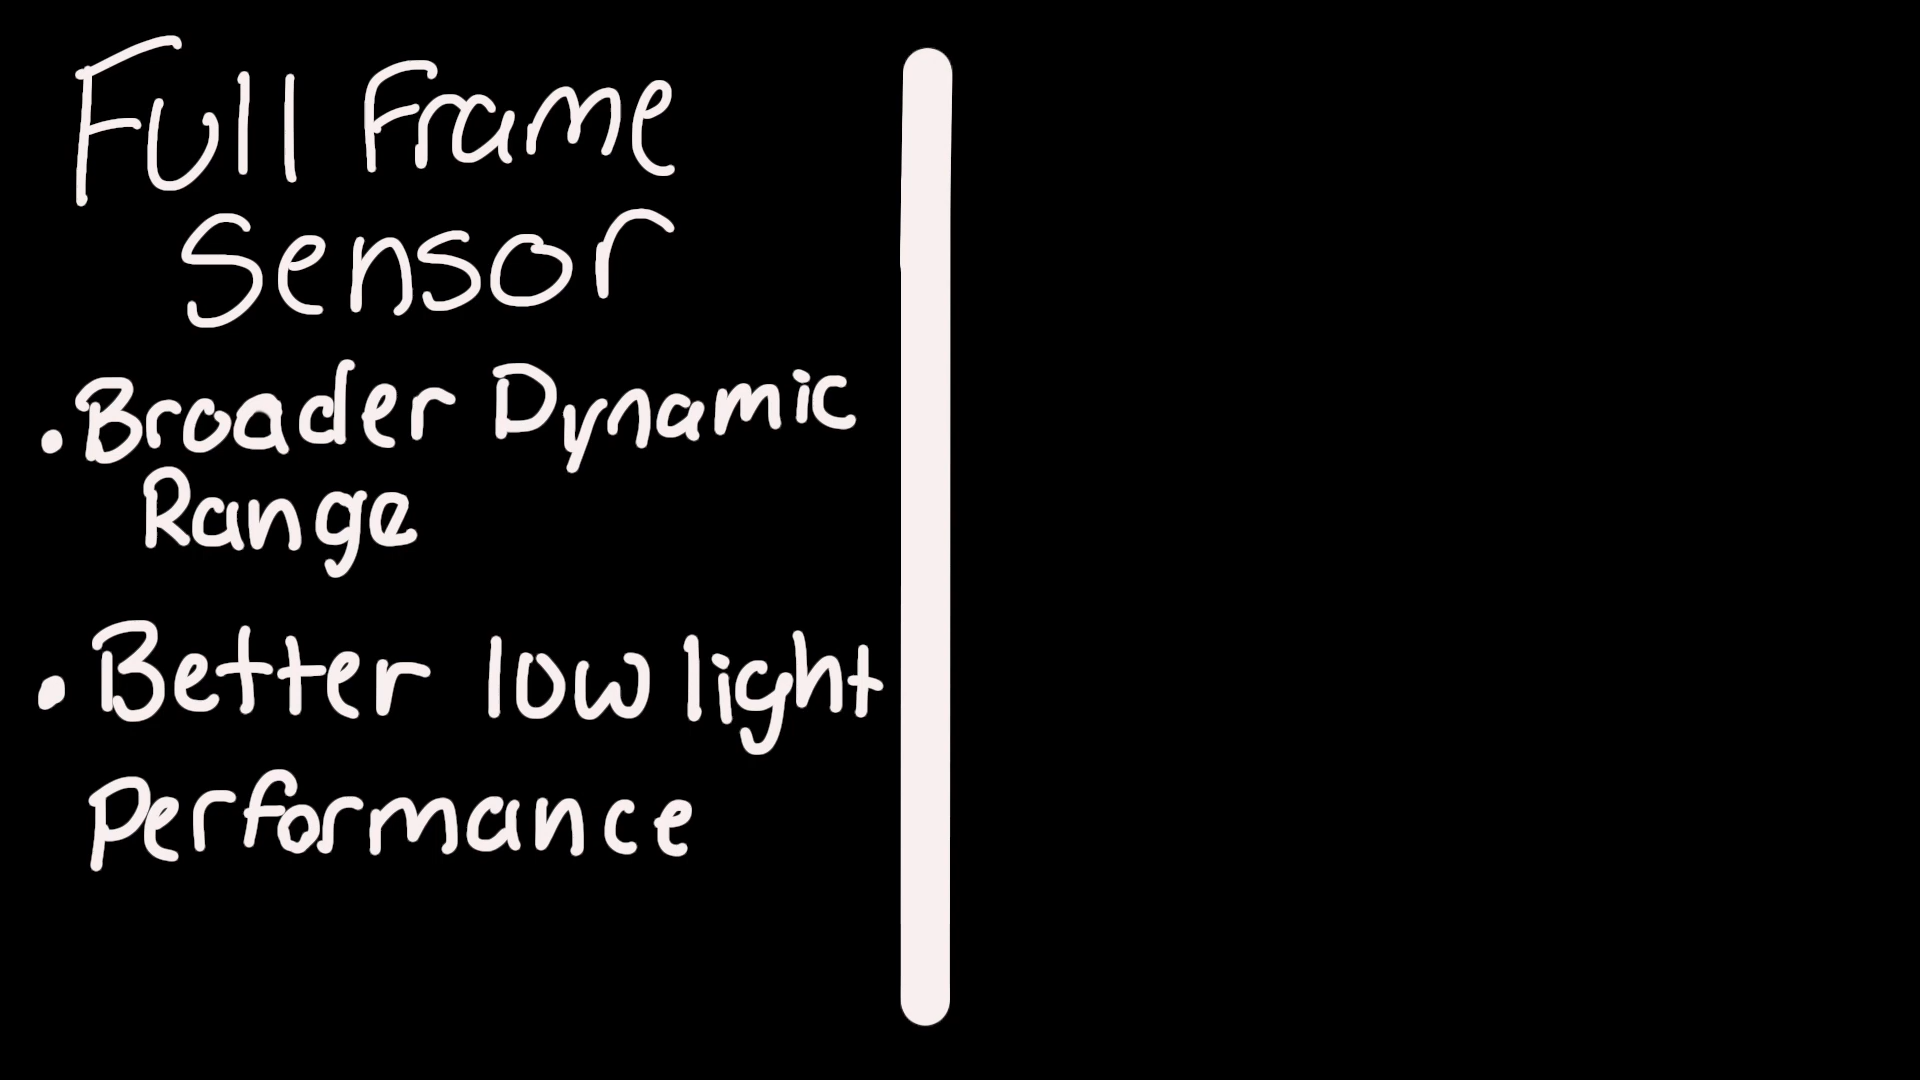 Full Frame
Sensor
• Broader Dynamic
Range
• Better low light
Performance